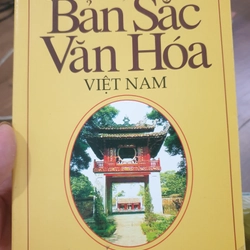 Bản Sắc
Văn Hóa
VIỆT NAM